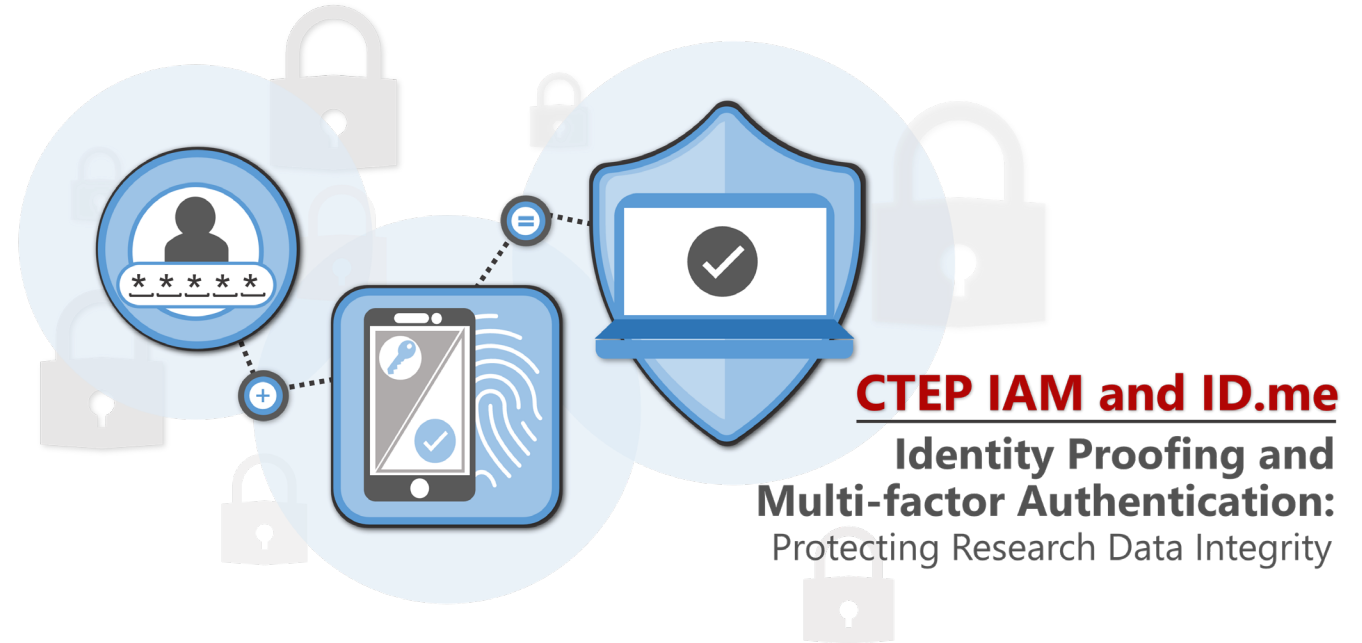 * * * * *
+
=
CTEP IAM and ID.me
Identity Proofing and
Multi-factor Authentication:
Protecting Research Data Integrity